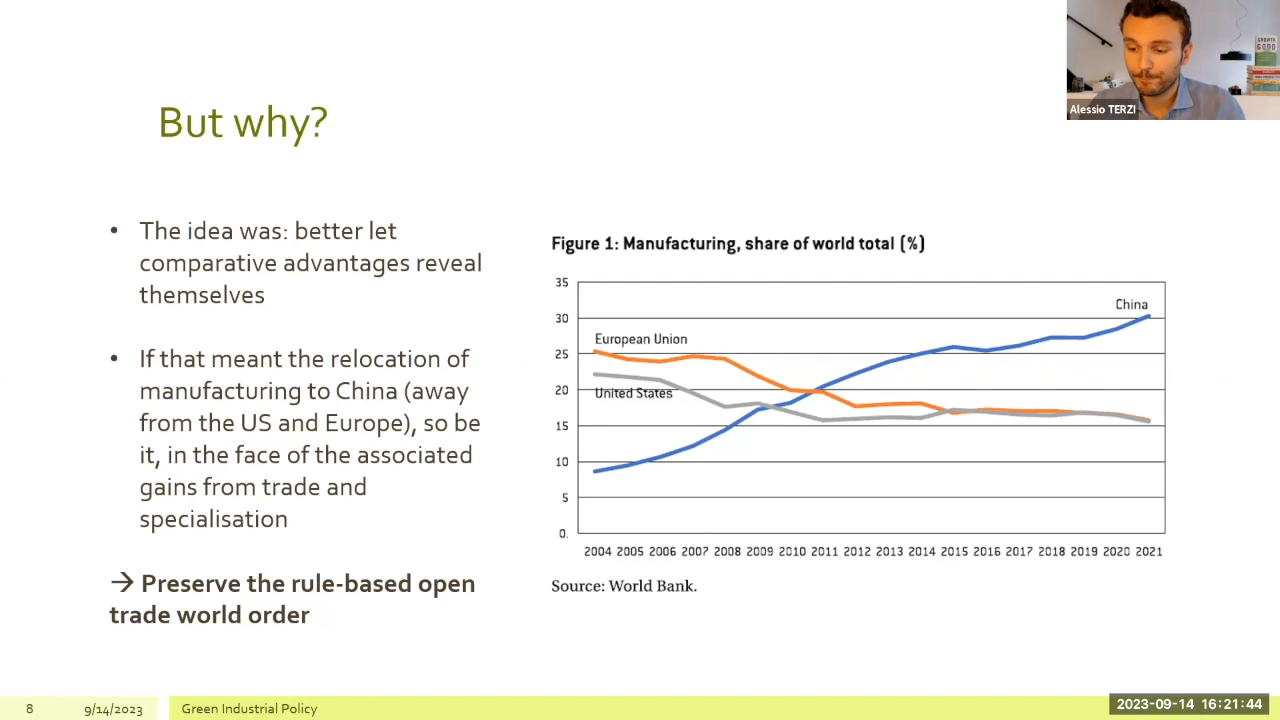 Alessio TERZI
But why?
• The idea was: better let
comparative advantages reveal
themselves
• If that meant the relocation of
manufacturing to China (away
from the US and Europe), so be
it, in the face of the associated
gains from trade and
specialisation
→ Preserve the rule-based open
trade world order
Figure 1: Manufacturing, share of world total (%)
35
30
25
20
15
10
5
0.
China
European Union
United States
2004 2005 2006 2007 2008 2009 2010 2011 2012 2013 2014 2015 2016 2017 2018 2019 2020 2021
Source: World Bank.
8 9/14/2023 Green Industrial Policy
2023-09-14 16:21:44
GROWTH
GOOD